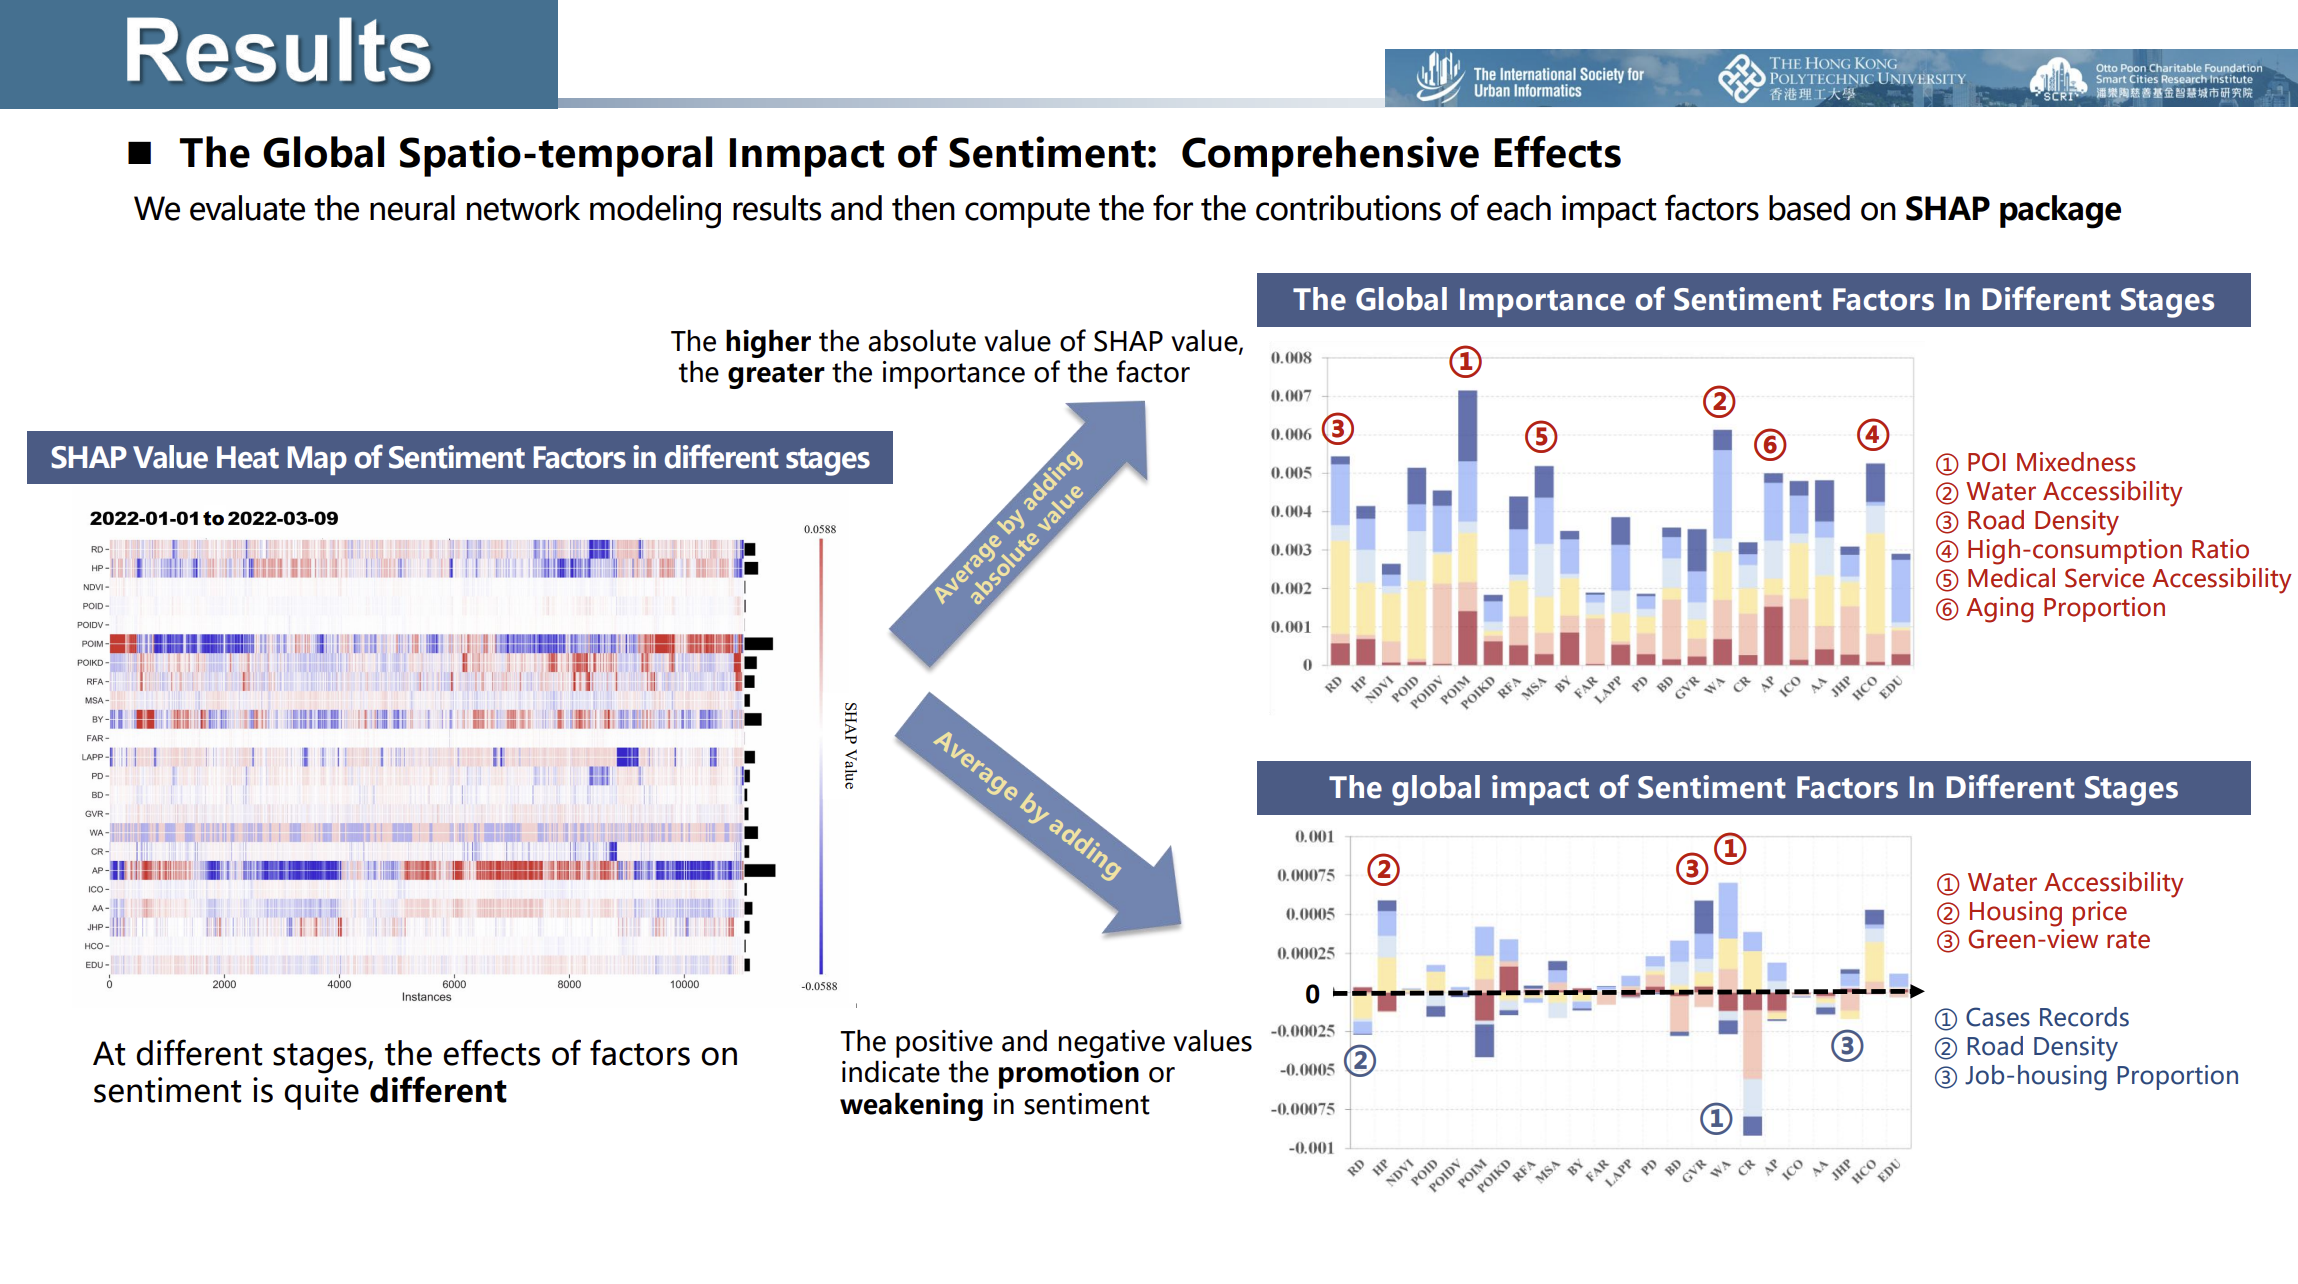 Results
The International Society for
Urban Informatics
THE HONG KONG
POLYTECHNIC UNIVERSITY
香港理工大學
SCRI
Otto Poon Charitable Foundation
Smart Cities Research Institute
潘樂陶慈善基金智慧城市研究院
■ The Global Spatio-temporal Inmpact of Sentiment: Comprehensive Effects
We evaluate the neural network modeling results and then compute the for the contributions of each impact factors based on SHAP package
The higher the absolute value of SHAP value,
the greater the importance of the factor
SHAP Value Heat Map of Sentiment Factors in different stages
2022-01-01 to 2022-03-09
0.0588
RD
HP
NDVI
POID
POIDV
POIM
POIKD
RFA
MSA
BY
FAR
LAPP
PD
BD
GVR
WA
CR
AP
ICO
AA
JHP
HCO
EDU
0 2000 4000 6000 8000 10000
Instances
SHAP Value
-0.0588
At different stages, the effects of factors on
sentiment is quite different
Average by adding
absolute value
Average by adding
The positive and negative values
indicate the promotion or
weakening in sentiment
The Global Importance of Sentiment Factors In Different Stages
0.008
0.007
0.006
0.005
0.004
0.003
0.002
0.001
0
① ② ③ ④ ⑤ ⑥
RD HP NDVI POID POIDV POIM POIKD RFA MSA BY FAR LAPP PD BD GVR WA CR AP ICO AA JHP HCO EDU
① POI Mixedness
② Water Accessibility
③ Road Density
④ High-consumption Ratio
⑤ Medical Service Accessibility
⑥ Aging Proportion
The global impact of Sentiment Factors In Different Stages
0.001
0.00075
0.0005
0.00025
0
-0.00025
-0.0005
-0.00075
-0.001
② ③ ①
② ① ③
RD HP NDVI POID POIDV POIM POIKD RFA MSA BY FAR LAPP PD BD GVR WA CR AP ICO AA JHP HCO EDU
① Water Accessibility
② Housing price
③ Green-view rate
① Cases Records
② Road Density
③ Job-housing Proportion